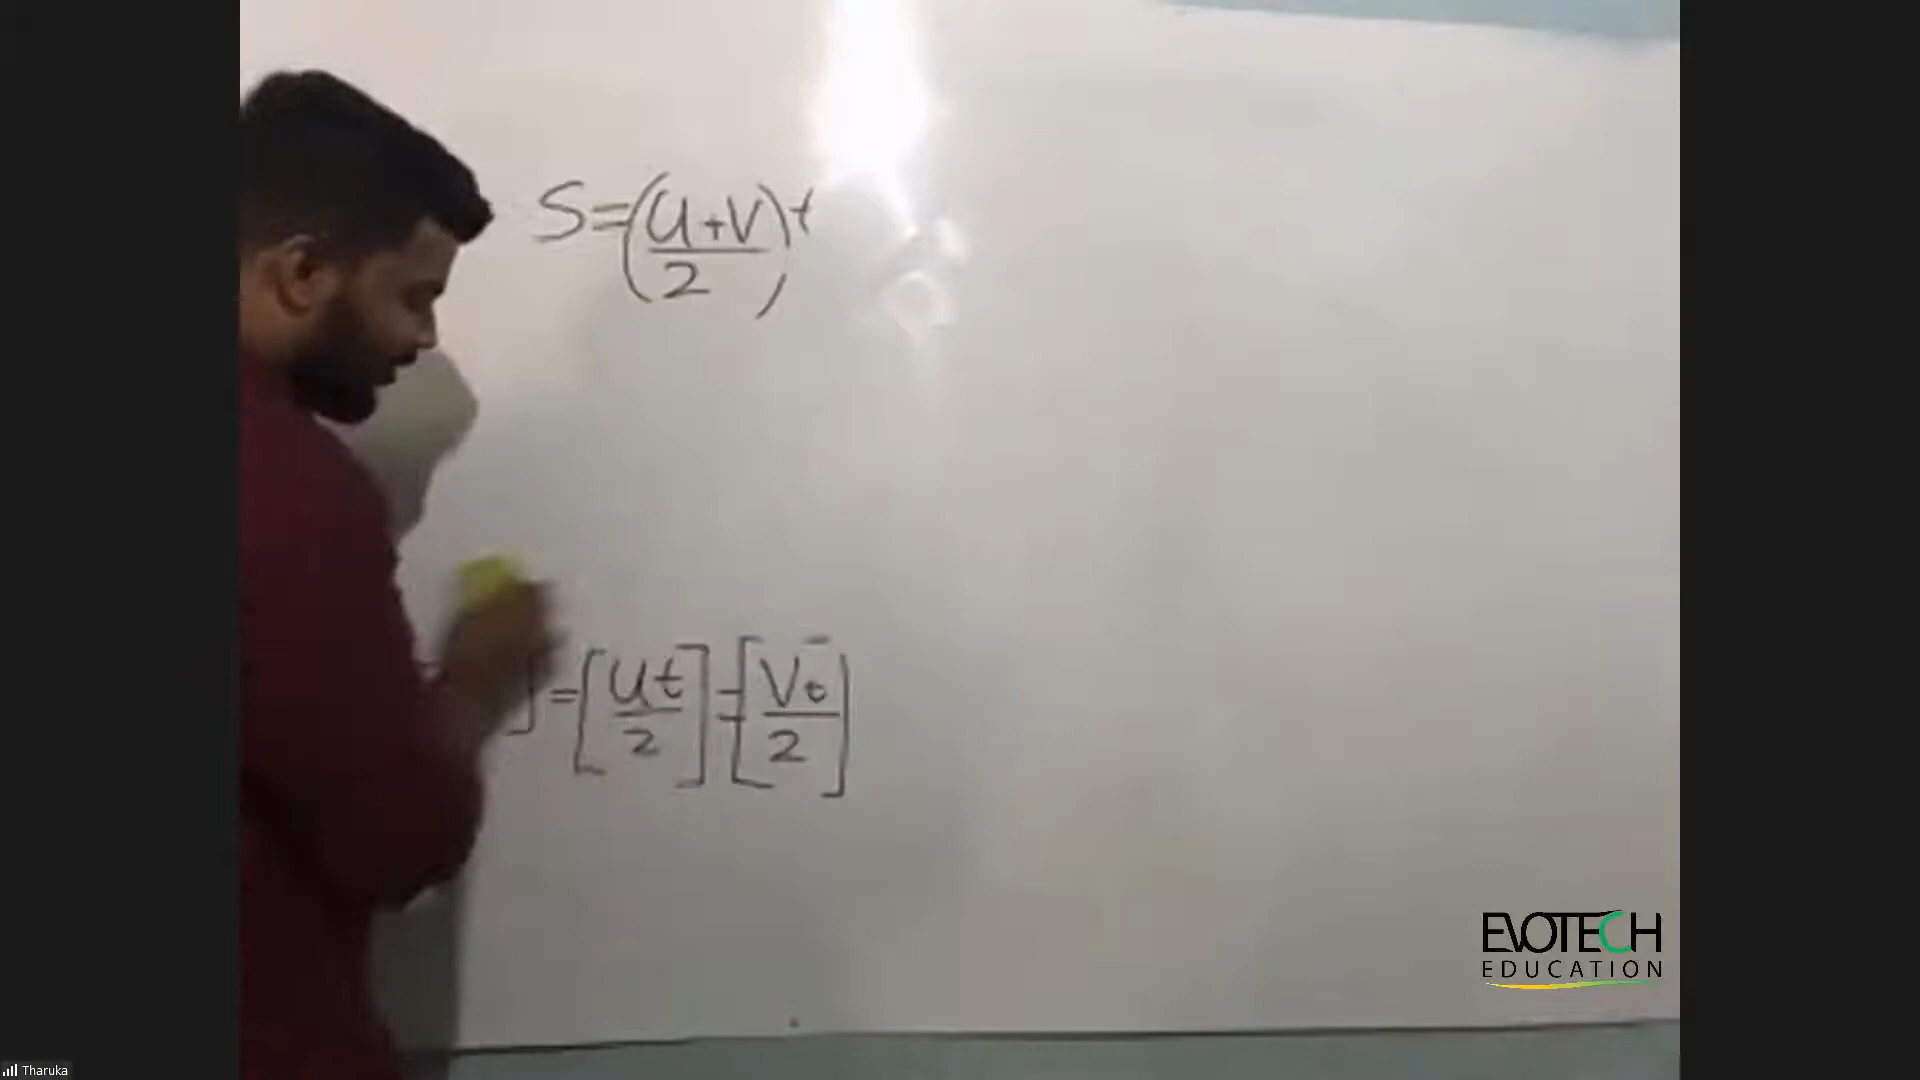 S=(u+v/2)t
]=[ut/2]=[vt/2]
EVOTECH
EDUCATION
Tharuka